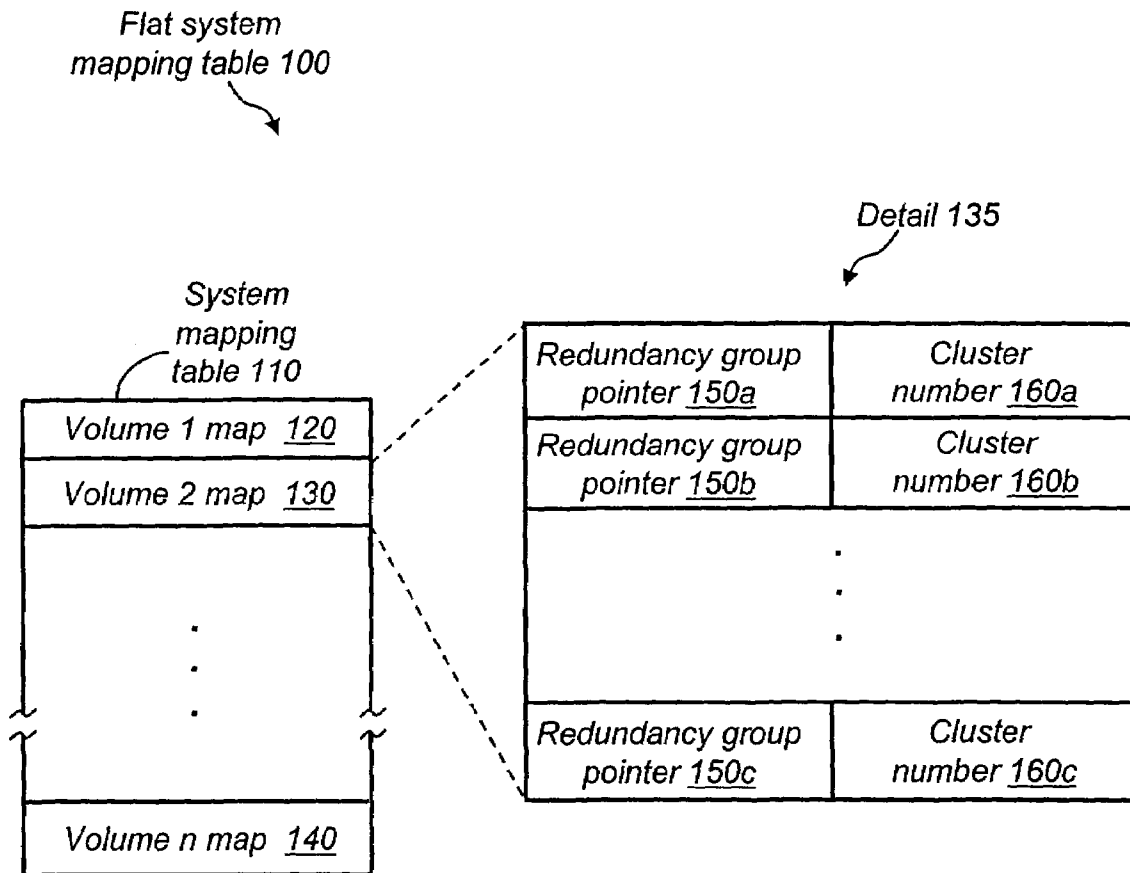 Flat system
mapping table 100
Detail 135
System
mapping
table 110
Volume 1 map 120
Volume 2 map 130
Volume n map 140
Redundancy group
pointer 150a
Cluster
number 160a
Redundancy group
pointer 150b
Cluster
number 160b
Redundancy group
pointer 150c
Cluster
number 160c